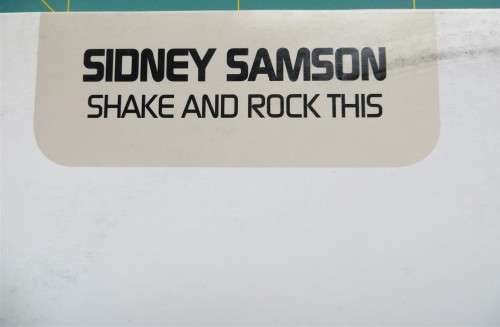 SIDNEY SAMSON
SHAKE AND ROCK THIS